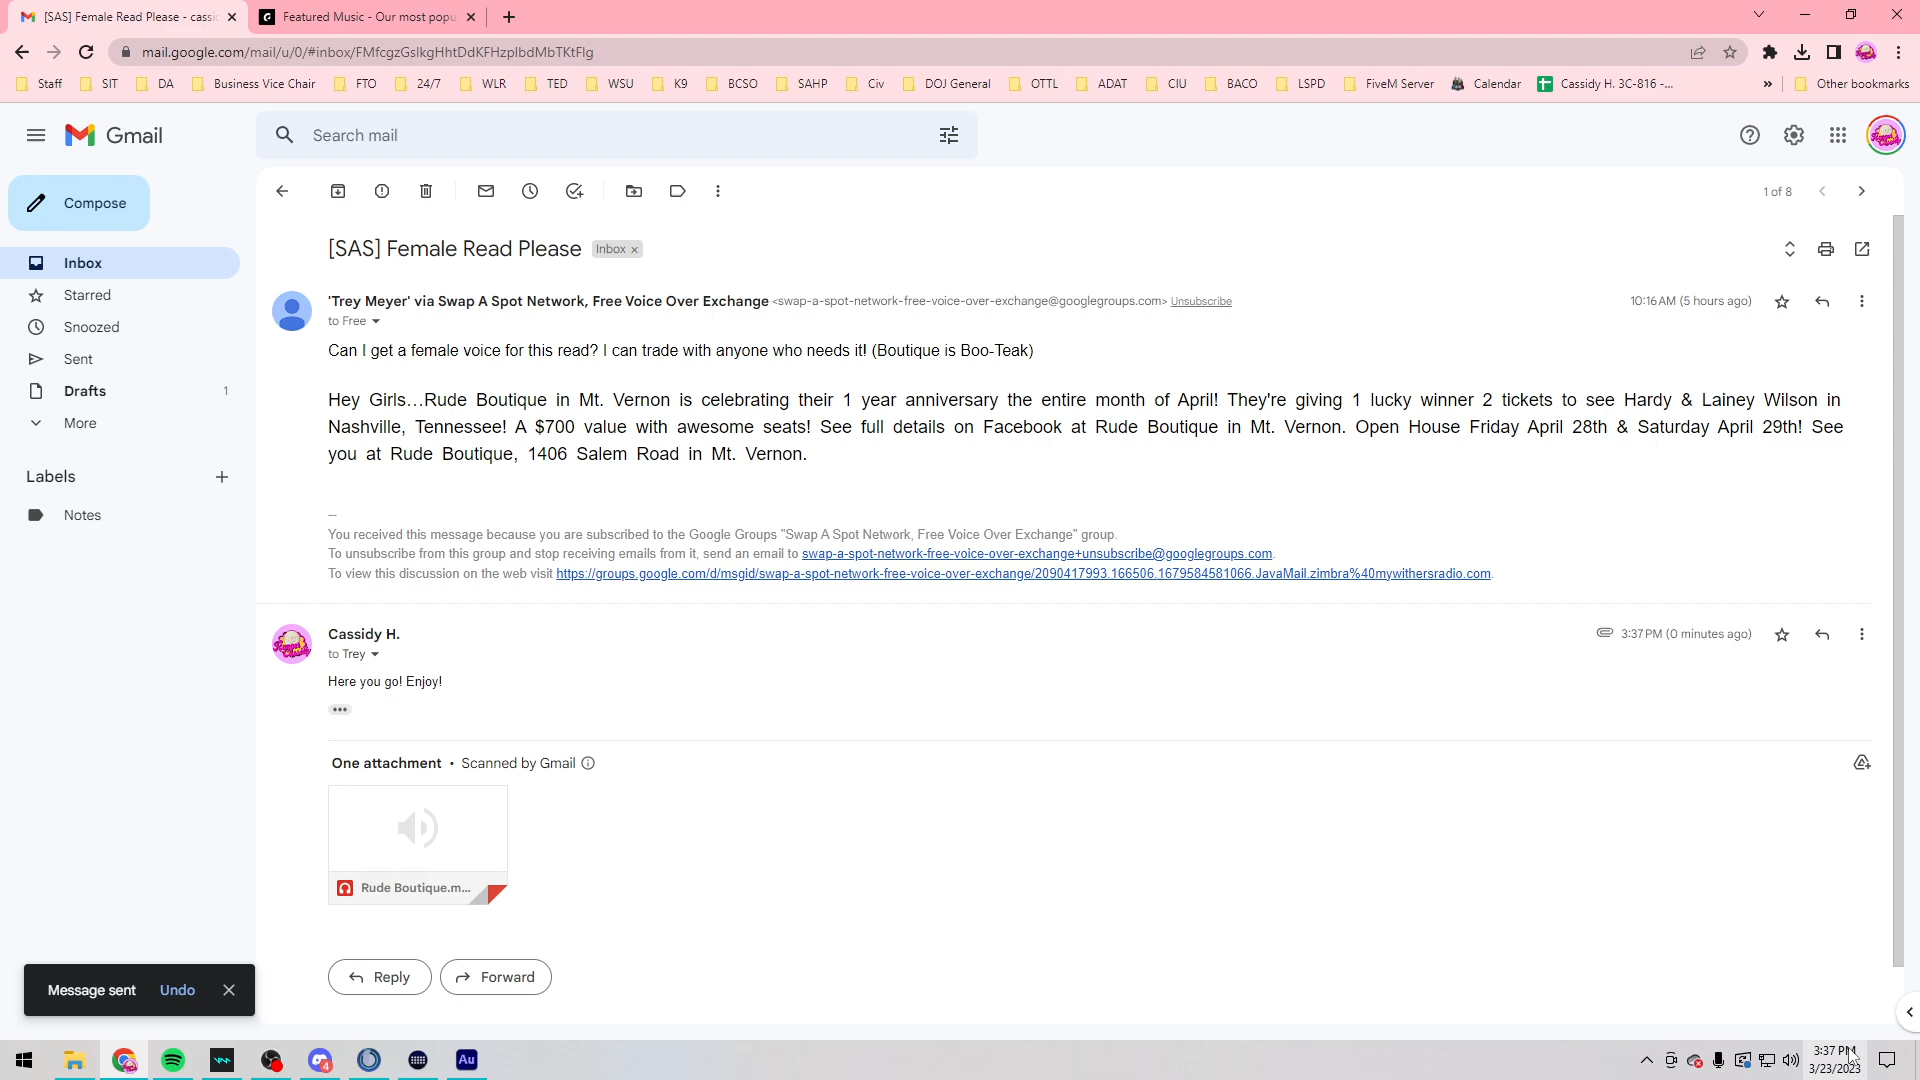 [SAS] Female Read Please - cassi
Featured Music - Our most popu
mail.google.com/mail/u/0/#inbox/FMfcgzGslkgHhtDdKFHzplbdMbTKtFlg
Staff
SIT
DA
Business Vice Chair
FTO
24/7
WLR
TED
WSU
K9
BCSO
SAHP
Civ
DOJ General
OTTL
ADAT
CIU
BACO
LSPD
FiveM Server
Calendar
Cassidy H. 3C-816 -...
»
Other bookmarks
Gmail
Search mail
Compose
1 of 8
Inbox
Starred
Snoozed
Sent
Drafts 1
More
Labels
Notes
[SAS] Female Read Please Inbox ×
'Trey Meyer' via Swap A Spot Network, Free Voice Over Exchange <swap-a-spot-network-free-voice-over-exchange@googlegroups.com> Unsubscribe 10:16 AM (5 hours ago)
to Free
Can I get a female voice for this read? I can trade with anyone who needs it! (Boutique is Boo-Teak)
Hey Girls…Rude Boutique in Mt. Vernon is celebrating their 1 year anniversary the entire month of April! They're giving 1 lucky winner 2 tickets to see Hardy & Lainey Wilson in
Nashville, Tennessee! A $700 value with awesome seats! See full details on Facebook at Rude Boutique in Mt. Vernon. Open House Friday April 28th & Saturday April 29th! See
you at Rude Boutique, 1406 Salem Road in Mt. Vernon.
--
You received this message because you are subscribed to the Google Groups "Swap A Spot Network, Free Voice Over Exchange" group.
To unsubscribe from this group and stop receiving emails from it, send an email to swap-a-spot-network-free-voice-over-exchange+unsubscribe@googlegroups.com.
To view this discussion on the web visit https://groups.google.com/d/msgid/swap-a-spot-network-free-voice-over-exchange/2090417993.166506.1679584581066.JavaMail.zimbra%40mywithersradio.com.
Cassidy H. 3:37 PM (0 minutes ago)
to Trey
Here you go! Enjoy!
One attachment • Scanned by Gmail
Rude Boutique.m...
Reply
Forward
Message sent Undo
4
Au
3:37 PM
3/23/2023